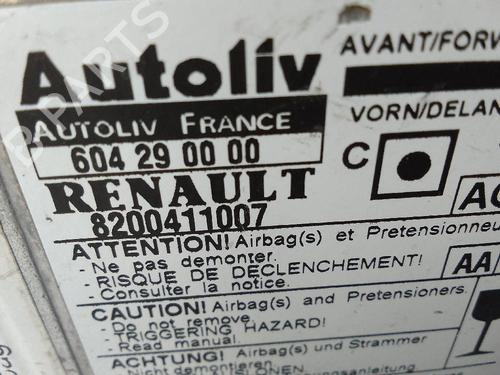 Autoliv
AUTOLIV FRANCE
604 29 00 00
RENAULT
8200411007
AVANT/FORW
VORN/DELAN
C
ATTENTION! Airbag(s) et Pretensionneu
- Ne pas demonter.
- RISQUE DE DECLENCHEMENT!
- Consulter la notice.
AA
CAUTION! Airbag(s) and Pretensioners.
- Do not remove.
- TRIGGERING HAZARD!
- Read manual.
ACHTUNG! Airbag(s) und Strammer
- Nicht demontieren